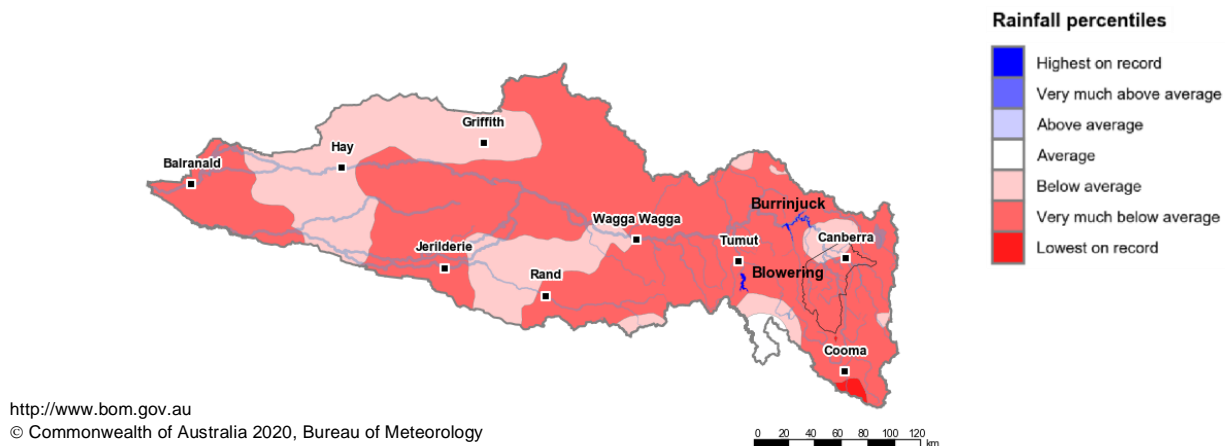 Rainfall percentiles
Highest on record
Very much above average
Above average
Average
Below average
Very much below average
Lowest on record
Griffith
Hay
Balranald
Burrinjuck
Wagga Wagga
Tumut
Canberra
Jerilderie
Blowering
Rand
Cooma
http://www.bom.gov.au
© Commonwealth of Australia 2020, Bureau of Meteorology
0 20 40 60 80 100 120
km